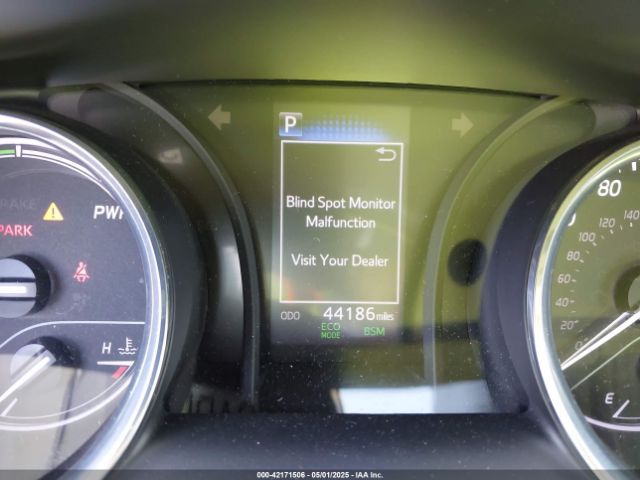 P
Blind Spot Monitor
Malfunction
Visit Your Dealer
ODO 44186 miles
ECO
MODE
BSM
PARK
H
80
140
120
100
80
60
40
20
0
E
000-42171506 - 05/01/2025 - IAA Inc.